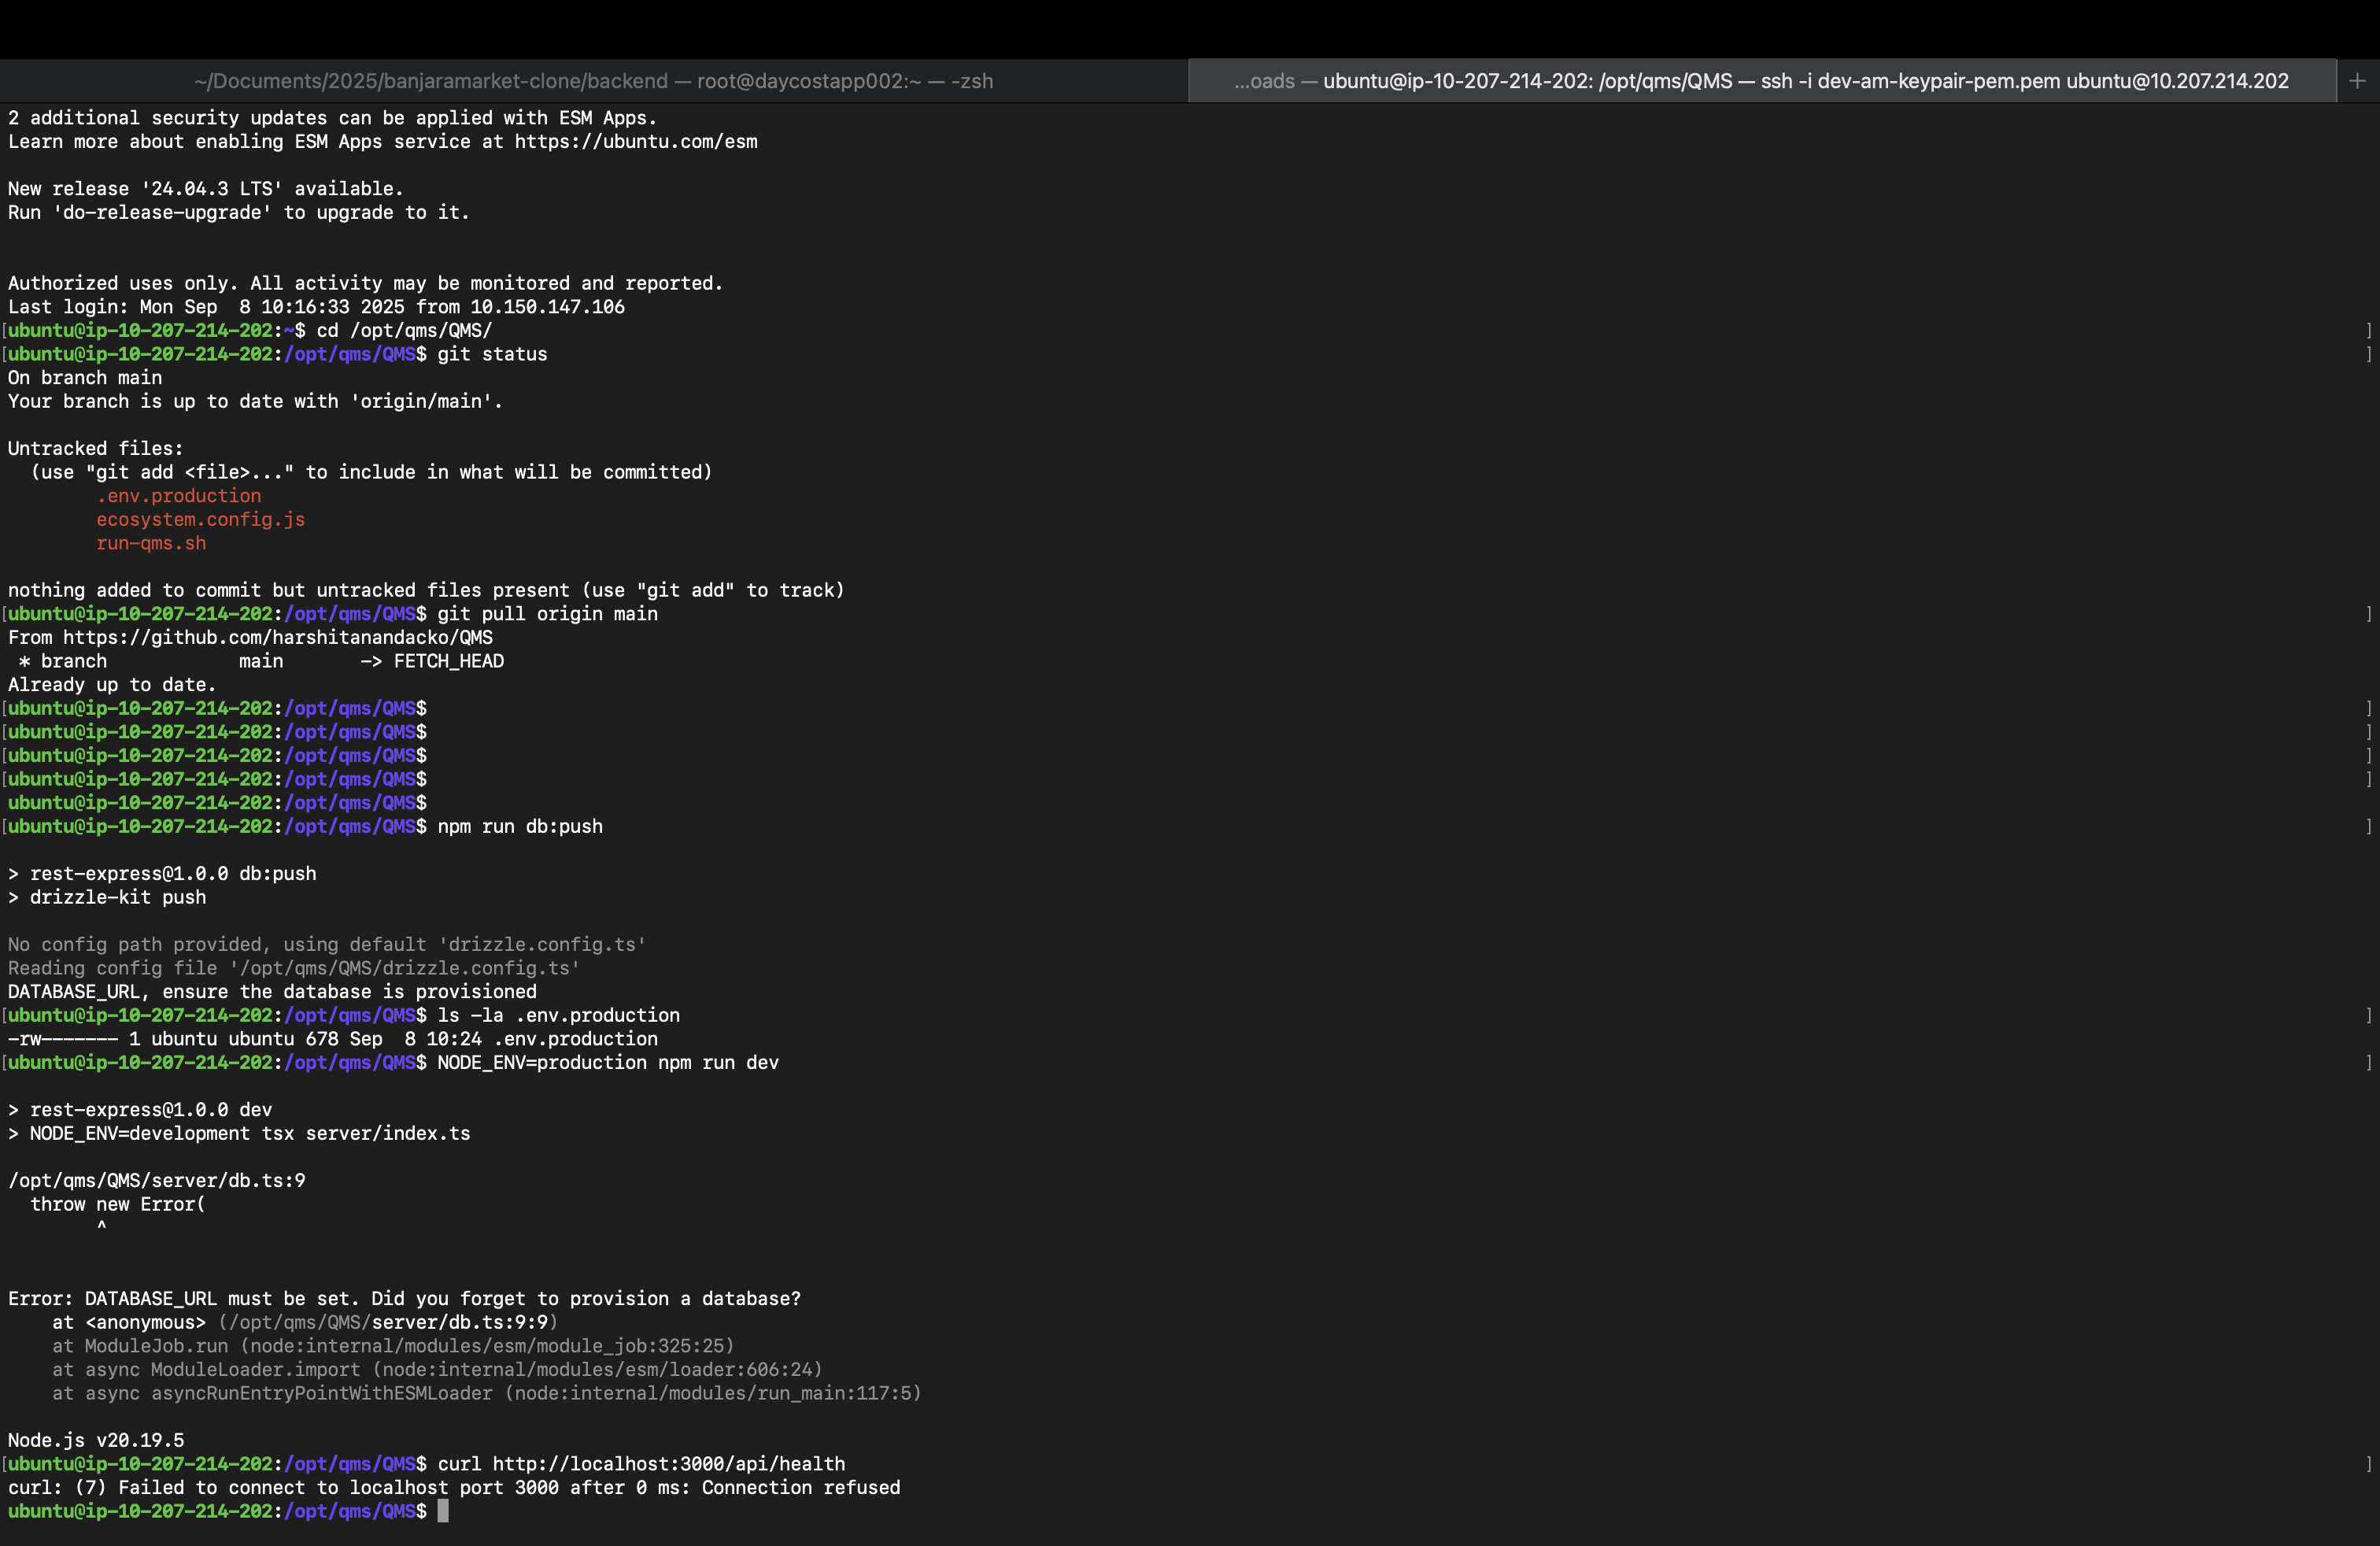 ~/Documents/2025/banjaramarket-clone/backend — root@daycostapp002:~ — -zsh
...oads — ubuntu@ip-10-207-214-202: /opt/qms/QMS — ssh -i dev-am-keypair-pem.pem ubuntu@10.207.214.202 +
2 additional security updates can be applied with ESM Apps.
Learn more about enabling ESM Apps service at https://ubuntu.com/esm
New release '24.04.3 LTS' available.
Run 'do-release-upgrade' to upgrade to it.
Authorized uses only. All activity may be monitored and reported.
Last login: Mon Sep  8 10:16:33 2025 from 10.150.147.106
[ubuntu@ip-10-207-214-202:~$ cd /opt/qms/QMS/ ]
[ubuntu@ip-10-207-214-202:/opt/qms/QMS$ git status ]
On branch main
Your branch is up to date with 'origin/main'.
Untracked files:
  (use "git add <file>..." to include in what will be committed)
        .env.production
        ecosystem.config.js
        run-qms.sh
nothing added to commit but untracked files present (use "git add" to track)
[ubuntu@ip-10-207-214-202:/opt/qms/QMS$ git pull origin main ]
From https://github.com/harshitanandacko/QMS
 * branch            main       -> FETCH_HEAD
Already up to date.
[ubuntu@ip-10-207-214-202:/opt/qms/QMS$ ]
[ubuntu@ip-10-207-214-202:/opt/qms/QMS$ ]
[ubuntu@ip-10-207-214-202:/opt/qms/QMS$ ]
[ubuntu@ip-10-207-214-202:/opt/qms/QMS$ ]
ubuntu@ip-10-207-214-202:/opt/qms/QMS$
[ubuntu@ip-10-207-214-202:/opt/qms/QMS$ npm run db:push ]
> rest-express@1.0.0 db:push
> drizzle-kit push
No config path provided, using default 'drizzle.config.ts'
Reading config file '/opt/qms/QMS/drizzle.config.ts'
DATABASE_URL, ensure the database is provisioned
[ubuntu@ip-10-207-214-202:/opt/qms/QMS$ ls -la .env.production ]
-rw------- 1 ubuntu ubuntu 678 Sep  8 10:24 .env.production
[ubuntu@ip-10-207-214-202:/opt/qms/QMS$ NODE_ENV=production npm run dev ]
> rest-express@1.0.0 dev
> NODE_ENV=development tsx server/index.ts
/opt/qms/QMS/server/db.ts:9
  throw new Error(
        ^
Error: DATABASE_URL must be set. Did you forget to provision a database?
    at <anonymous> (/opt/qms/QMS/server/db.ts:9:9)
    at ModuleJob.run (node:internal/modules/esm/module_job:325:25)
    at async ModuleLoader.import (node:internal/modules/esm/loader:606:24)
    at async asyncRunEntryPointWithESMLoader (node:internal/modules/run_main:117:5)
Node.js v20.19.5
[ubuntu@ip-10-207-214-202:/opt/qms/QMS$ curl http://localhost:3000/api/health ]
curl: (7) Failed to connect to localhost port 3000 after 0 ms: Connection refused
ubuntu@ip-10-207-214-202:/opt/qms/QMS$